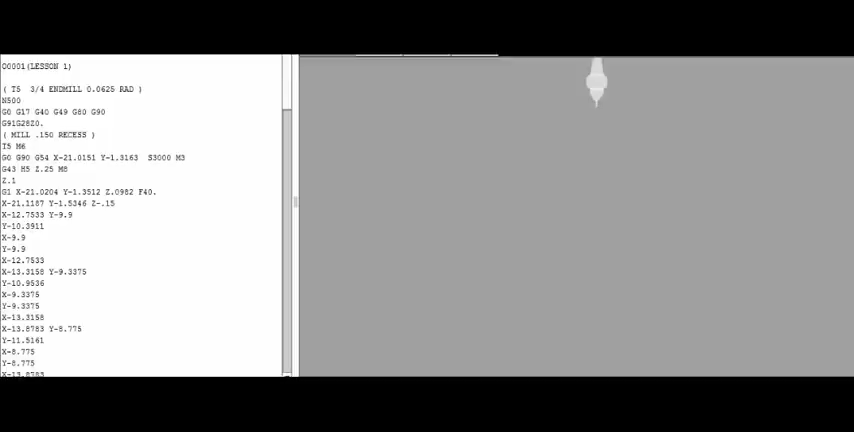 O0001(LESSON 1)
( T5 3/4 ENDMILL 0.0625 RAD )
N500
G0 G17 G40 G49 G80 G90
G91G28Z0.
( MILL .150 RECESS )
T5 M6
G0 G90 G54 X-21.0151 Y-1.3163 S3000 M3
G43 H5 Z.25 M8
Z.1
G1 X-21.0204 Y-1.3512 Z.0982 F40.
X-21.1187 Y-1.5346 Z-.15
X-12.7533 Y-9.9
Y-10.3911
X-9.9
Y-9.9
X-12.7533
X-13.3158 Y-9.3375
Y-10.9536
X-9.3375
Y-9.3375
X-13.3158
X-13.8783 Y-8.775
Y-11.5161
X-8.775
Y-8.775
X-13.8783